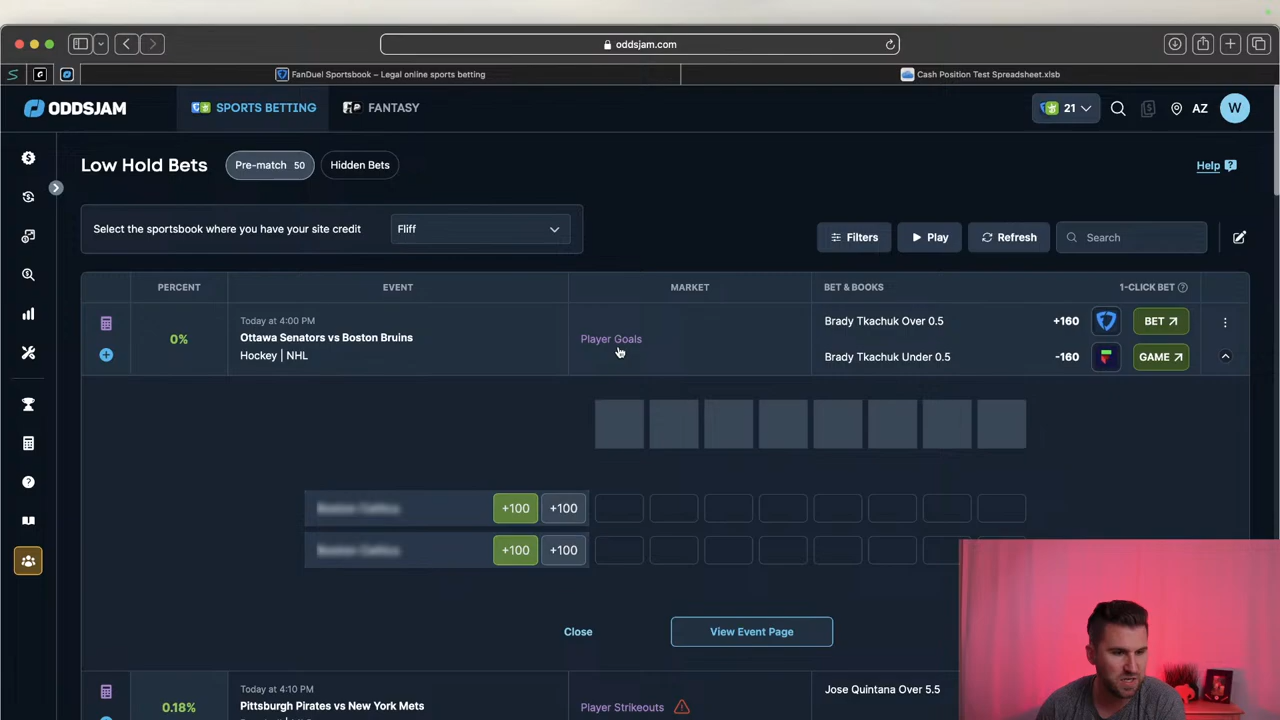 oddsjam.com
FanDuel Sportsbook – Legal online sports betting
Cash Position Test Spreadsheet.xlsb
ODDSJAM
SPORTS BETTING
FANTASY
21
AZ
W
Low Hold Bets
Pre-match 50
Hidden Bets
Help
Select the sportsbook where you have your site credit
Fliff
Filters
Play
Refresh
Search
PERCENT
EVENT
MARKET
BET & BOOKS
1-CLICK BET
0%
Today at 4:00 PM
Ottawa Senators vs Boston Bruins
Hockey | NHL
Player Goals
Brady Tkachuk Over 0.5
+160
BET
Brady Tkachuk Under 0.5
-160
GAME
+100
+100
+100
+100
Close
View Event Page
0.18%
Today at 4:10 PM
Pittsburgh Pirates vs New York Mets
Player Strikeouts
Jose Quintana Over 5.5